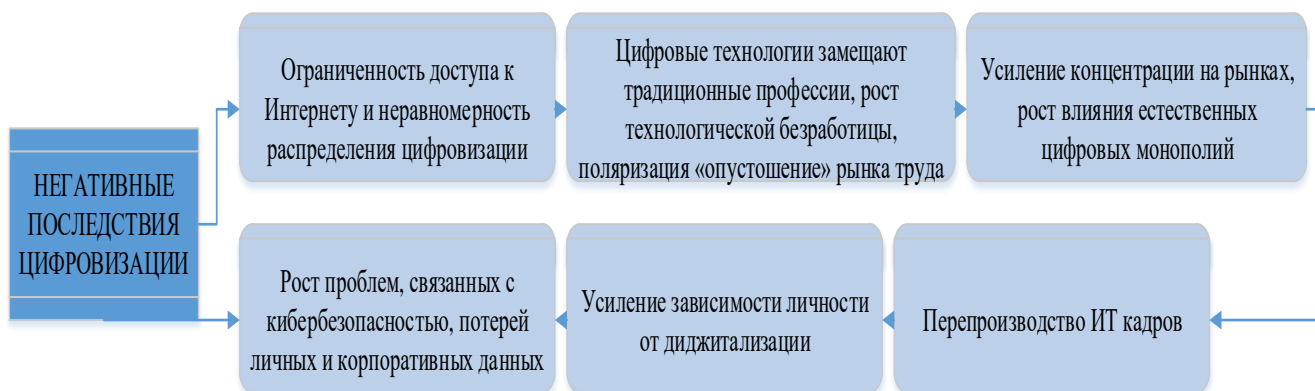 НЕГАТИВНЫЕ
ПОСЛЕДСТВИЯ
ЦИФРОВИЗАЦИИ
Ограниченность доступа к
Интернету и неравномерность
распределения цифровизации
Цифровые технологии замещают
традиционные профессии, рост
технологической безработицы,
поляризация «опустошение» рынка труда
Усиление концентрации на рынках,
рост влияния естественных
цифровых монополий
Рост проблем, связанных с
кибербезопасностью, потерей
личных и корпоративных данных
Усиление зависимости личности
от диджитализации
Перепроизводство ИТ кадров